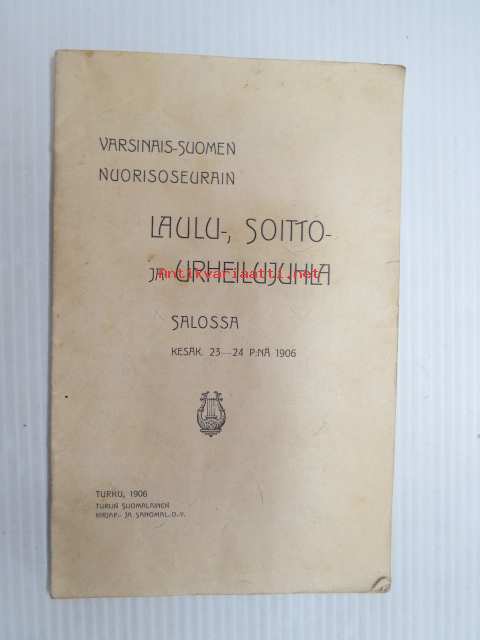 VARSINAIS-SUOMEN
NUORISOSEURAIN
LAULU-, SOITTO-
JA URHEILUJUHLA
Antikvariaatti.net
SALOSSA
KESÄK. 23—24 P:NÄ 1906
TURKU, 1906
TURUN SUOMALAINEN
KIRJAP.- JA SANOMAL. O.-Y.